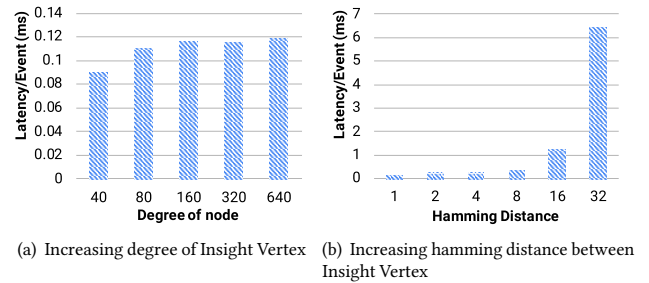 Latency/Event (ms)
0.14
0.12
0.1
0.08
0.06
0.04
0.02
0
40 80 160 320 640
Degree of node
(a) Increasing degree of Insight Vertex
Latency/Event (ms)
7
6
5
4
3
2
1
0
1 2 4 8 16 32
Hamming Distance
(b) Increasing hamming distance between
Insight Vertex